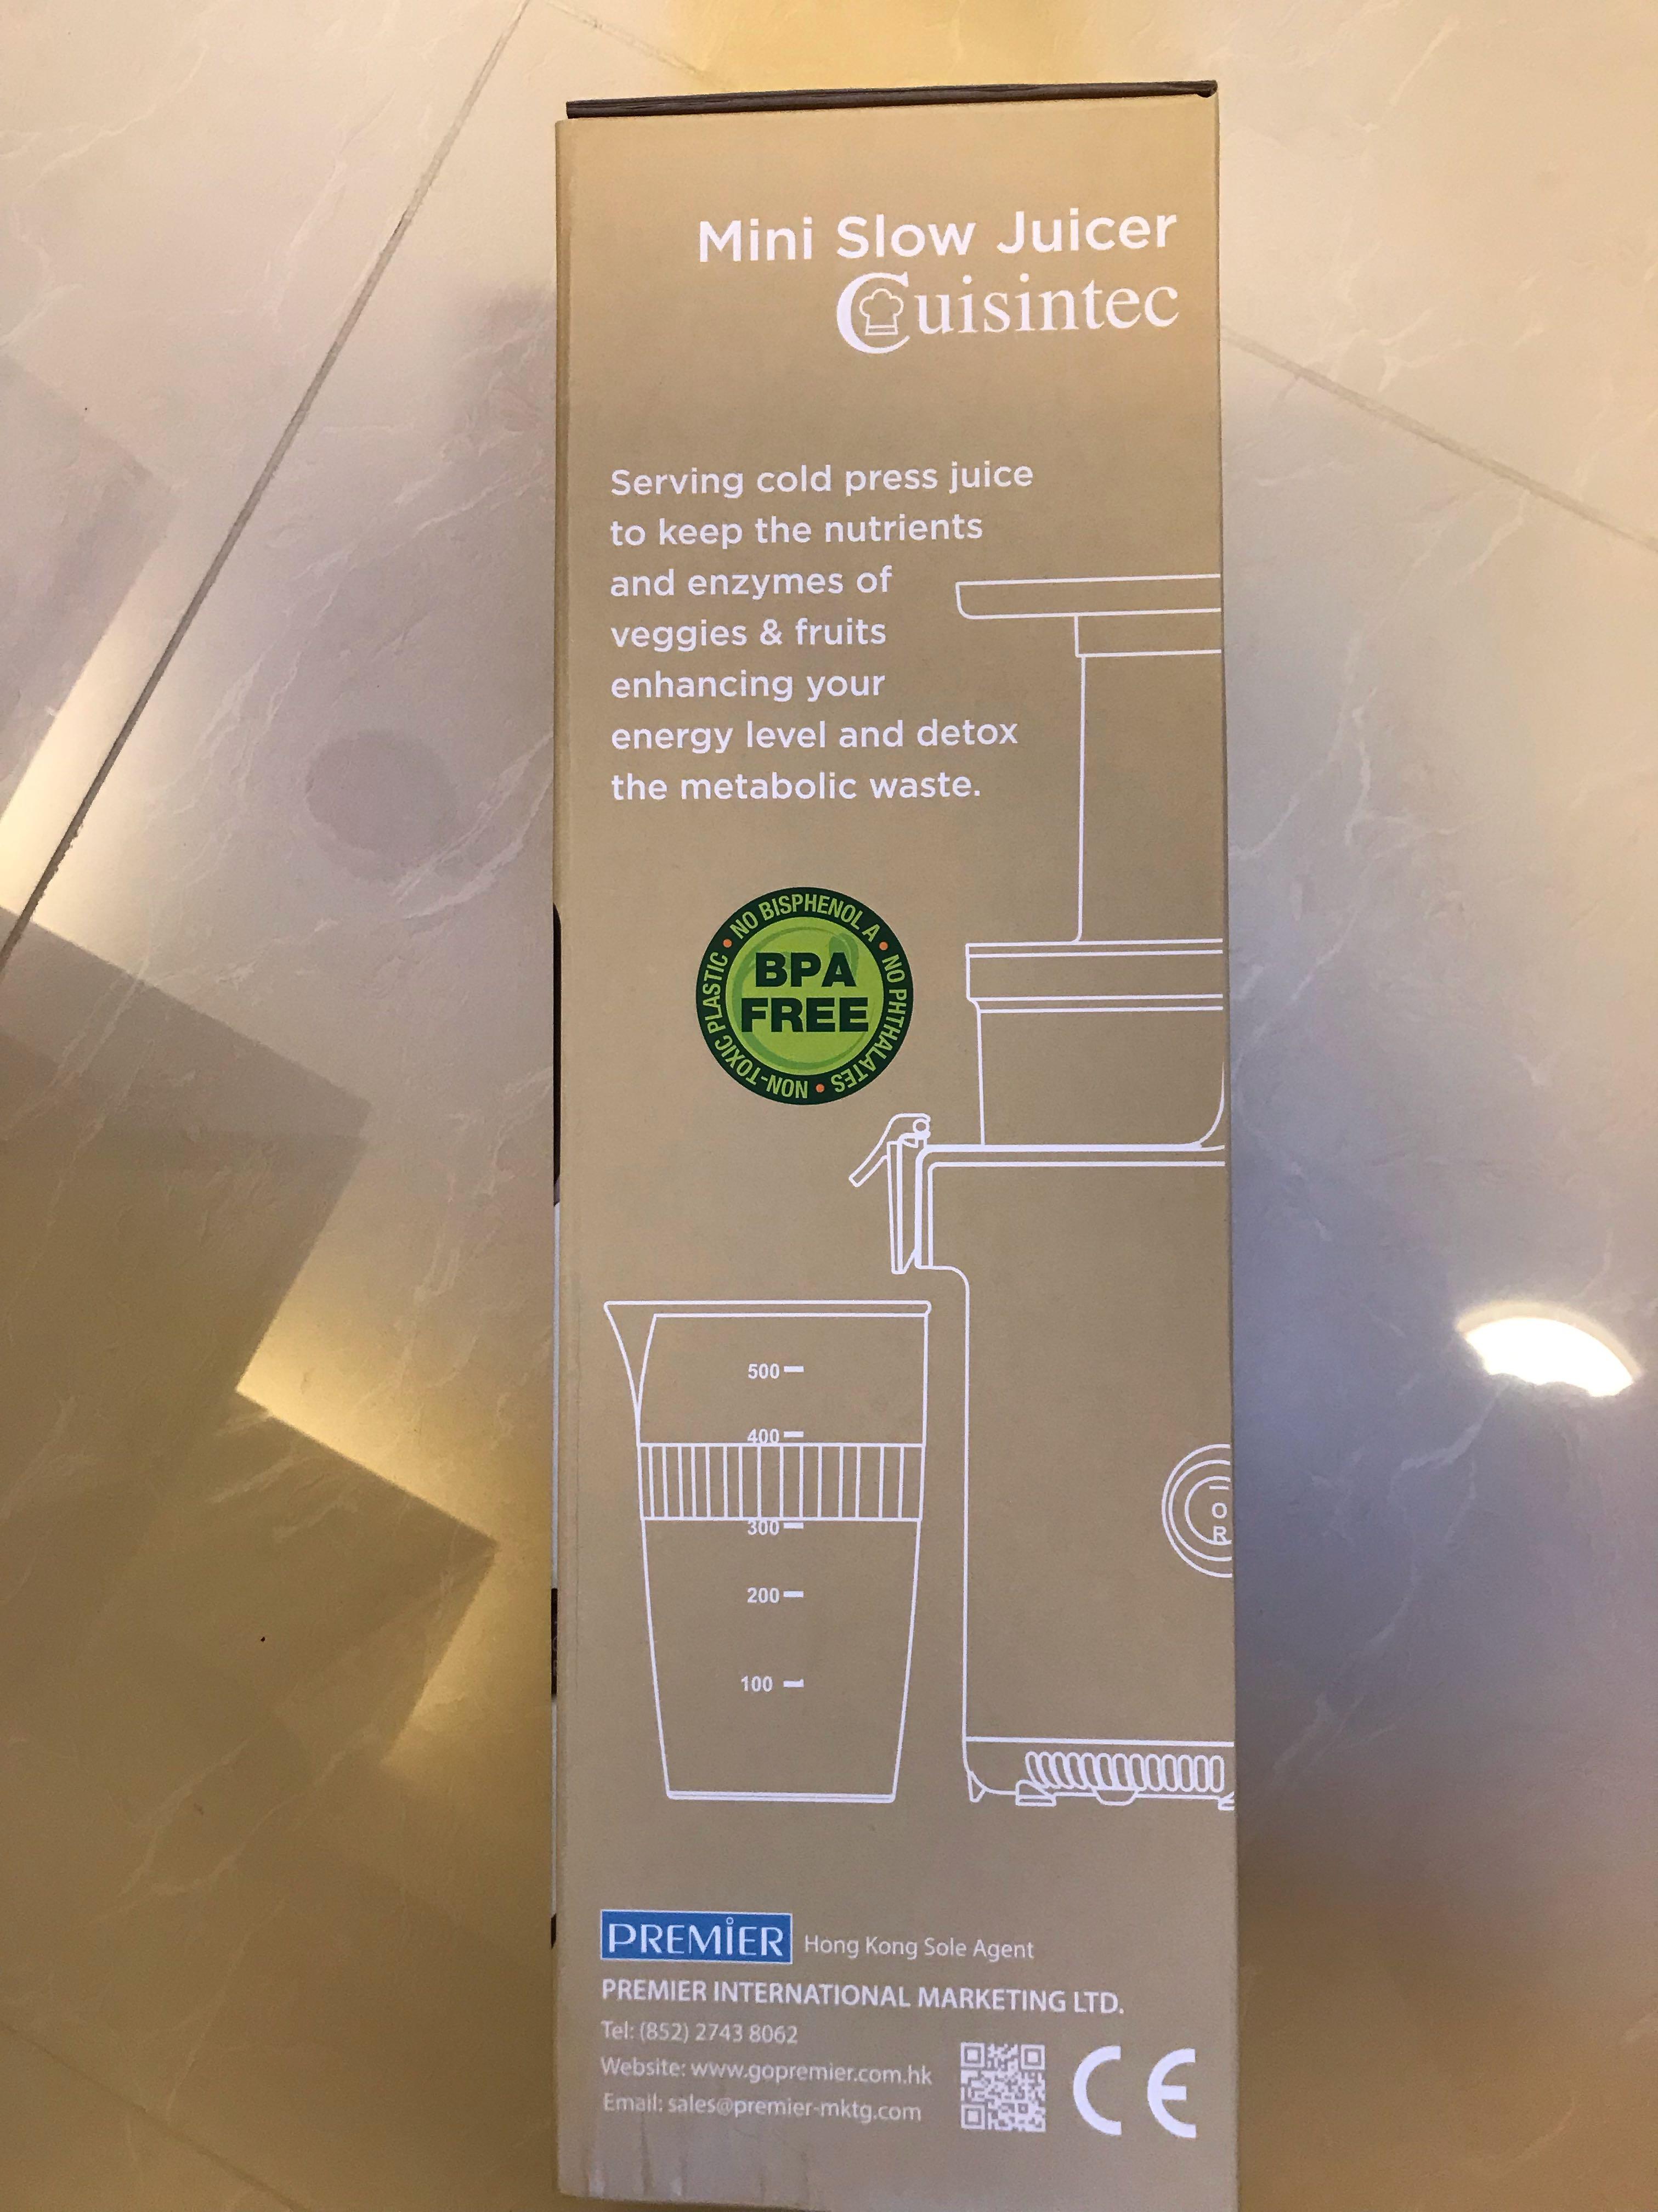 Mini Slow Juicer
Cuisintec
Serving cold press juice
to keep the nutrients
and enzymes of
veggies & fruits
enhancing your
energy level and detox
the metabolic waste.
NO BISPHENOL A • NO PHTHALATES • NON-TOXIC PLASTIC •
BPA
FREE
500
400
300
200
100
O
R
PREMIER Hong Kong Sole Agent
PREMIER INTERNATIONAL MARKETING LTD.
Tel: (852) 2743 8062
Website: www.gopremier.com.hk
Email: sales@premier-mktg.com
CE